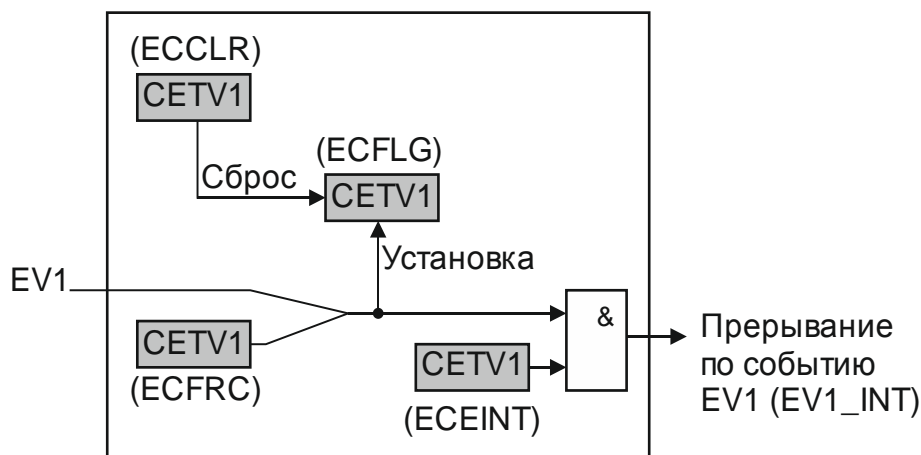 (ECCLR)
CETV1
(ECFLG)
Сброс
CETV1
Установка
EV1
&
CETV1
(ECFRC)
CETV1
(ECEINT)
Прерывание
по событию
EV1 (EV1_INT)